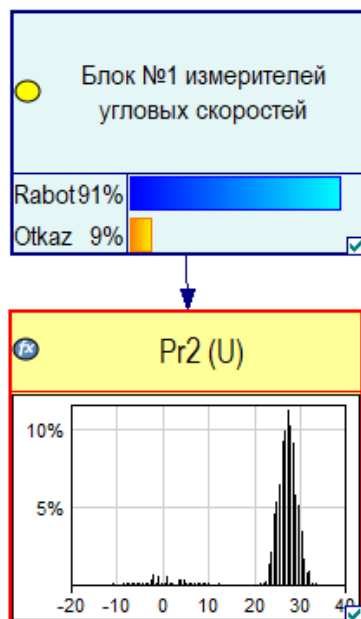 Блок №1 измерителей
угловых скоростей
Rabot 91%
Otkaz 9%
fx
Pr2 (U)
10%
5%
-20 -10 0 10 20 30 40